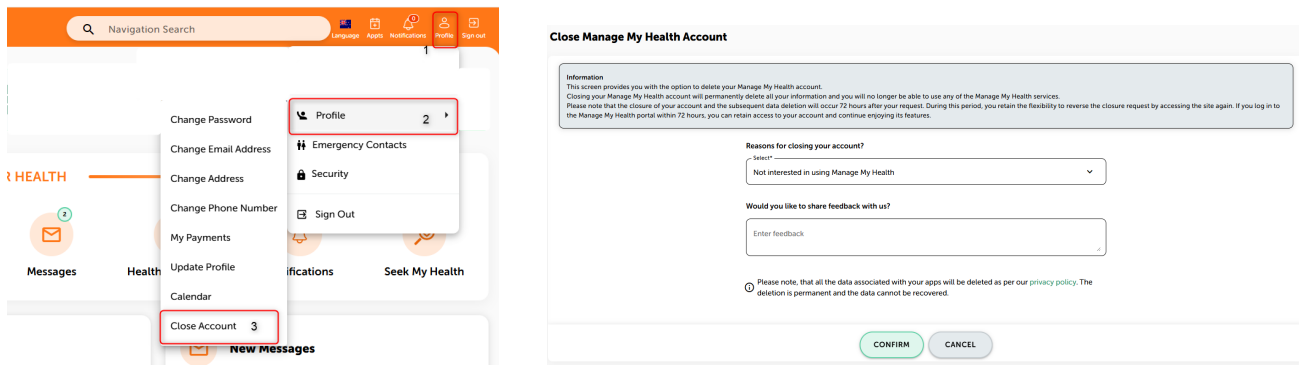 Navigation Search
Language Appts Notifications Profile Sign out
0
1
Change Password
Change Email Address
Change Address
Change Phone Number
My Payments
Update Profile
Calendar
Close Account 3
Profile 2
Emergency Contacts
Security
Sign Out
R HEALTH
2
Messages
Health
ifications
Seek My Health
New Messages
Close Manage My Health Account
Information
This screen provides you with the option to delete your Manage My Health account.
Closing your Manage My Health account will permanently delete all your information and you will no longer be able to use any of the Manage My Health services.
Please note that the closure of your account and the subsequent data deletion will occur 72 hours after your request. During this period, you retain the flexibility to reverse the closure request by accessing the site again. If you log in to
the Manage My Health portal within 72 hours, you can retain access to your account and continue enjoying its features.
Reasons for closing your account?
Select*
Not interested in using Manage My Health
Would you like to share feedback with us?
Enter feedback
Please note, that all the data associated with your apps will be deleted as per our privacy policy. The
deletion is permanent and the data cannot be recovered.
CONFIRM
CANCEL